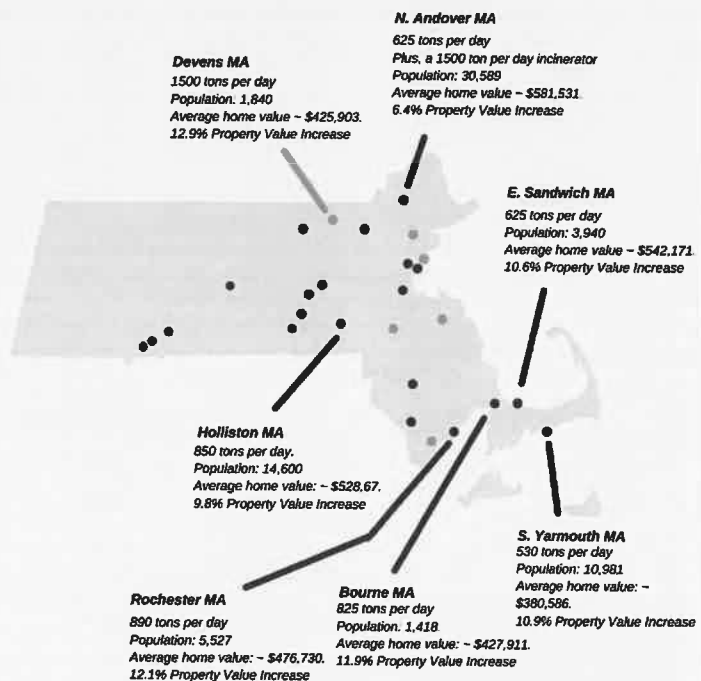 N. Andover MA
625 tons per day
Plus, a 1500 ton per day incinerator
Population: 30,589
Average home value ~ $581,531.
6.4% Property Value Increase
Devens MA
1500 tons per day
Population: 1,840
Average home value ~ $425,903.
12.9% Property Value Increase
E. Sandwich MA
625 tons per day
Population: 3,940
Average home value ~ $542,171.
10.6% Property Value Increase
Holliston MA
850 tons per day.
Population: 14,600
Average home value: ~ $528,67.
9.8% Property Value Increase
S. Yarmouth MA
530 tons per day
Population: 10,981
Average home value: ~
$380,586.
10.9% Property Value Increase
Rochester MA
890 tons per day
Population: 5,527
Average home value: ~ $476,730.
12.1% Property Value Increase
Bourne MA
825 tons per day
Population. 1,418.
Average home value: ~ $427,911.
11.9% Property Value Increase